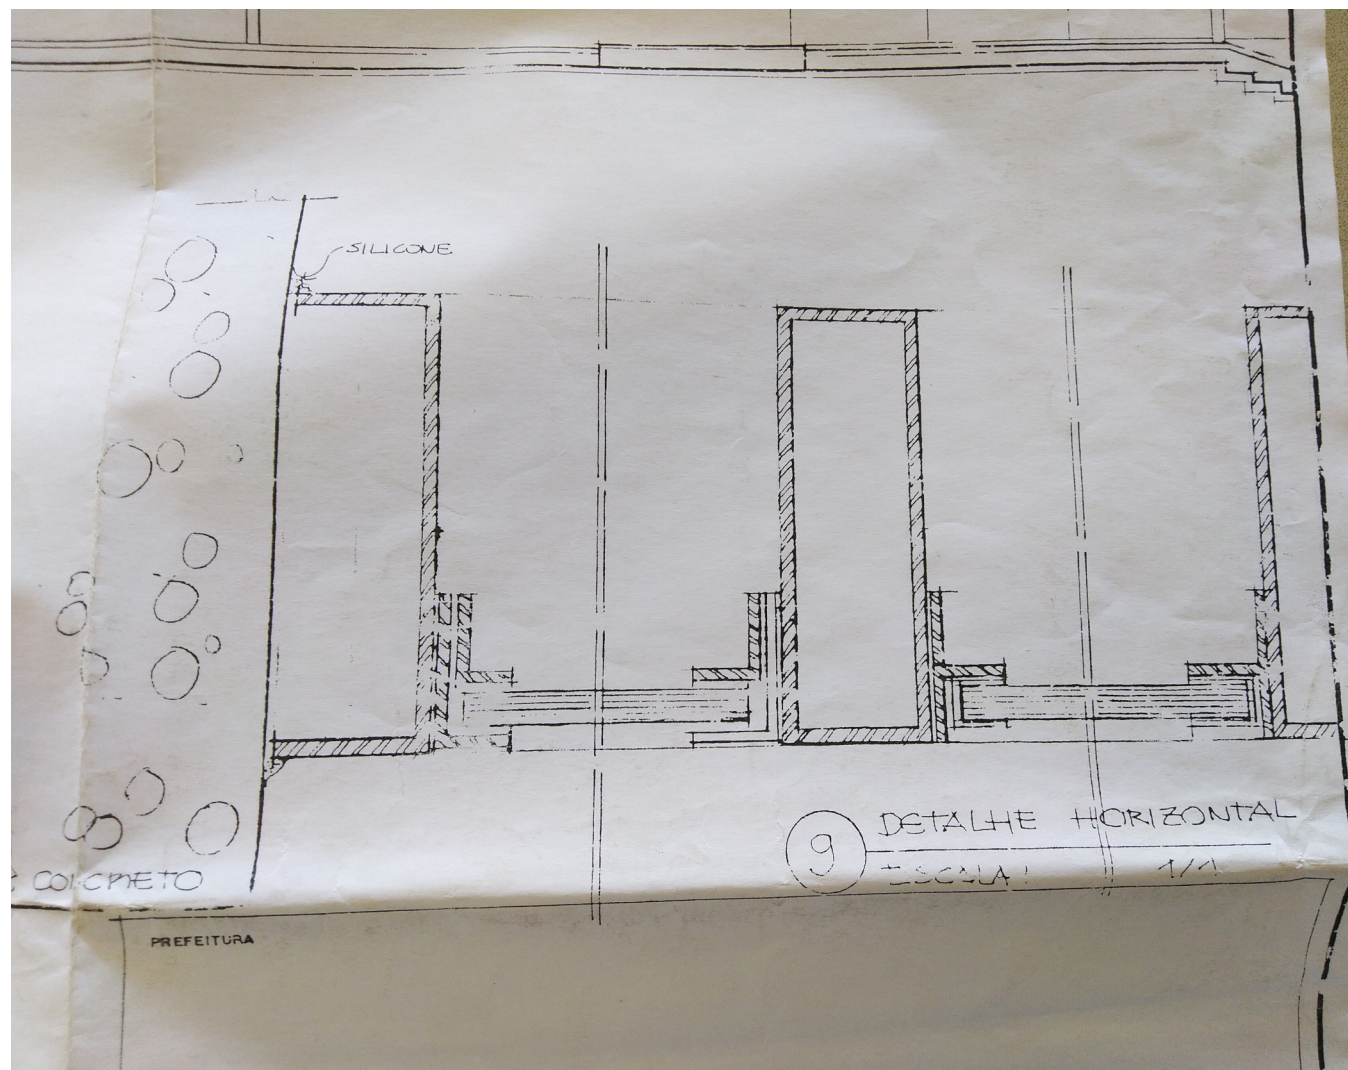 SILICONE
9
DETALHE HORIZONTAL
ESCALA: 1/1
CONCRETO
PREFEITURA